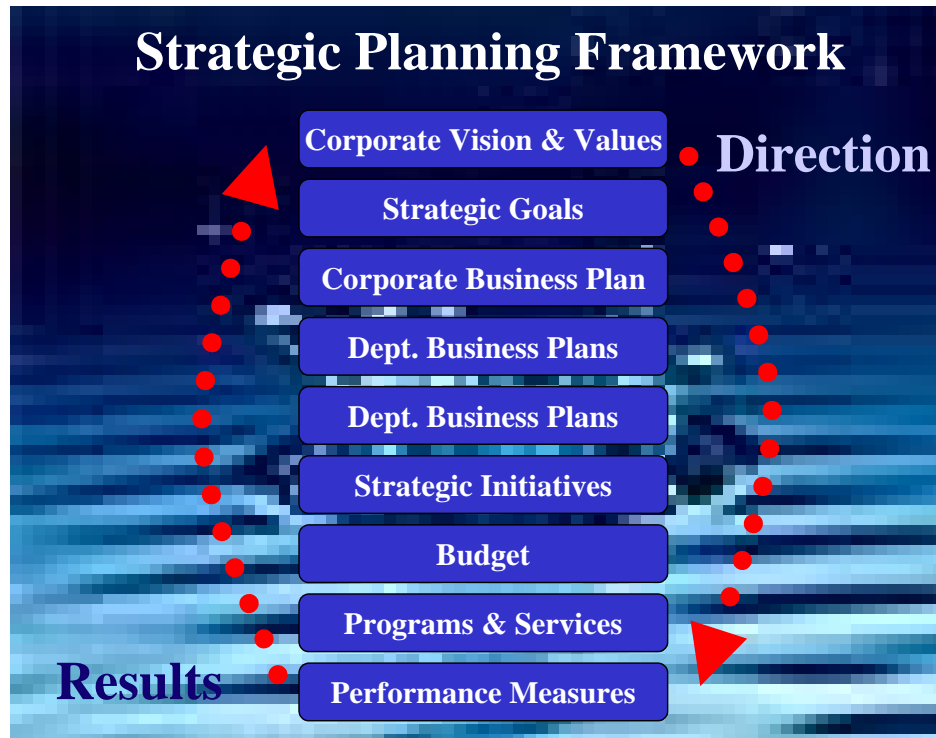 Strategic Planning Framework
Corporate Vision & Values
Direction
Strategic Goals
Corporate Business Plan
Dept. Business Plans
Dept. Business Plans
Strategic Initiatives
Budget
Programs & Services
Results
Performance Measures